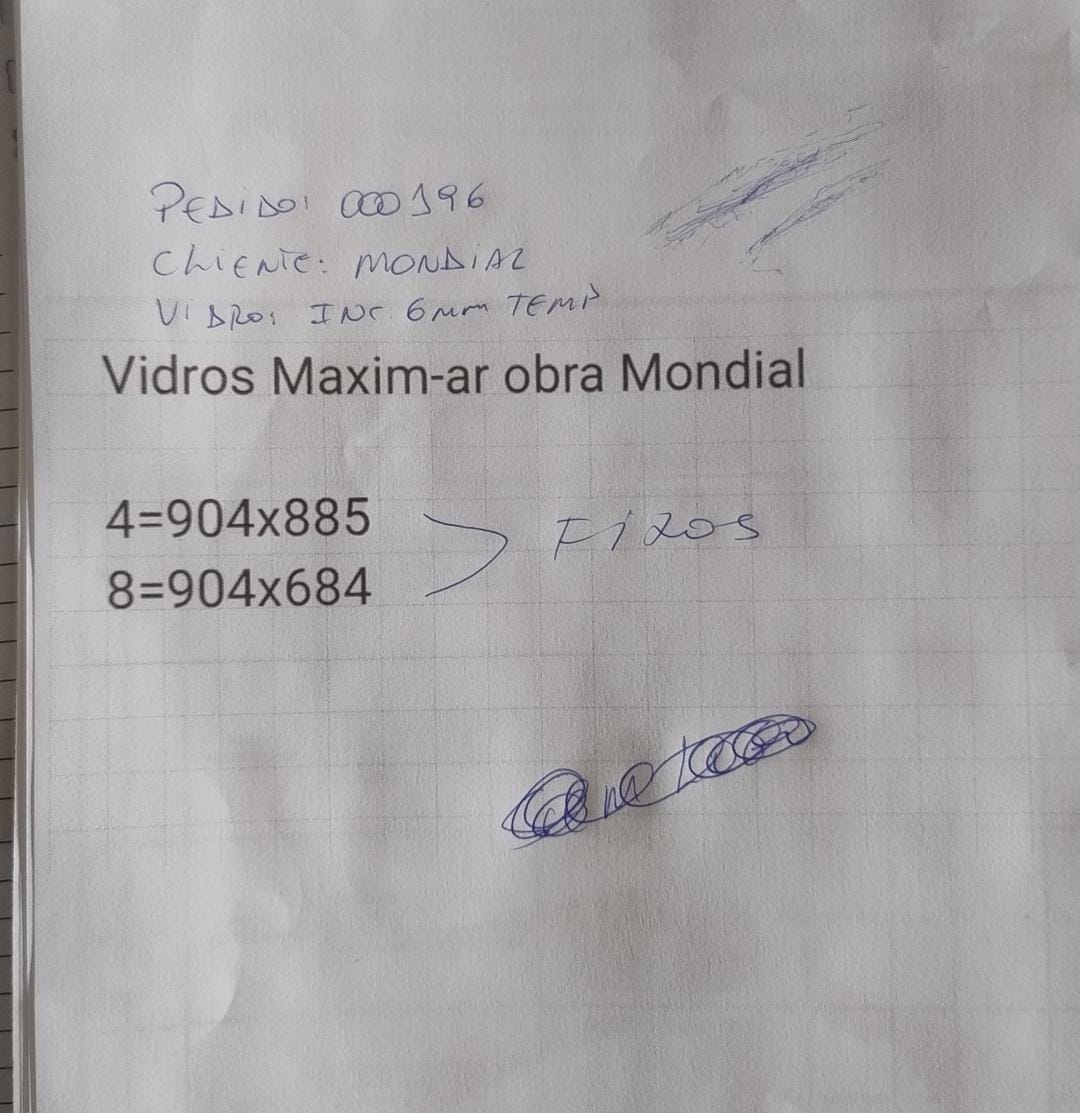 PEDIDO: 000196
CLIENTE: MONDIAL
VIDRO: INC 6mm TEMP
Vidros Maxim-ar obra Mondial
4=904x885
8=904x684
FIXOS